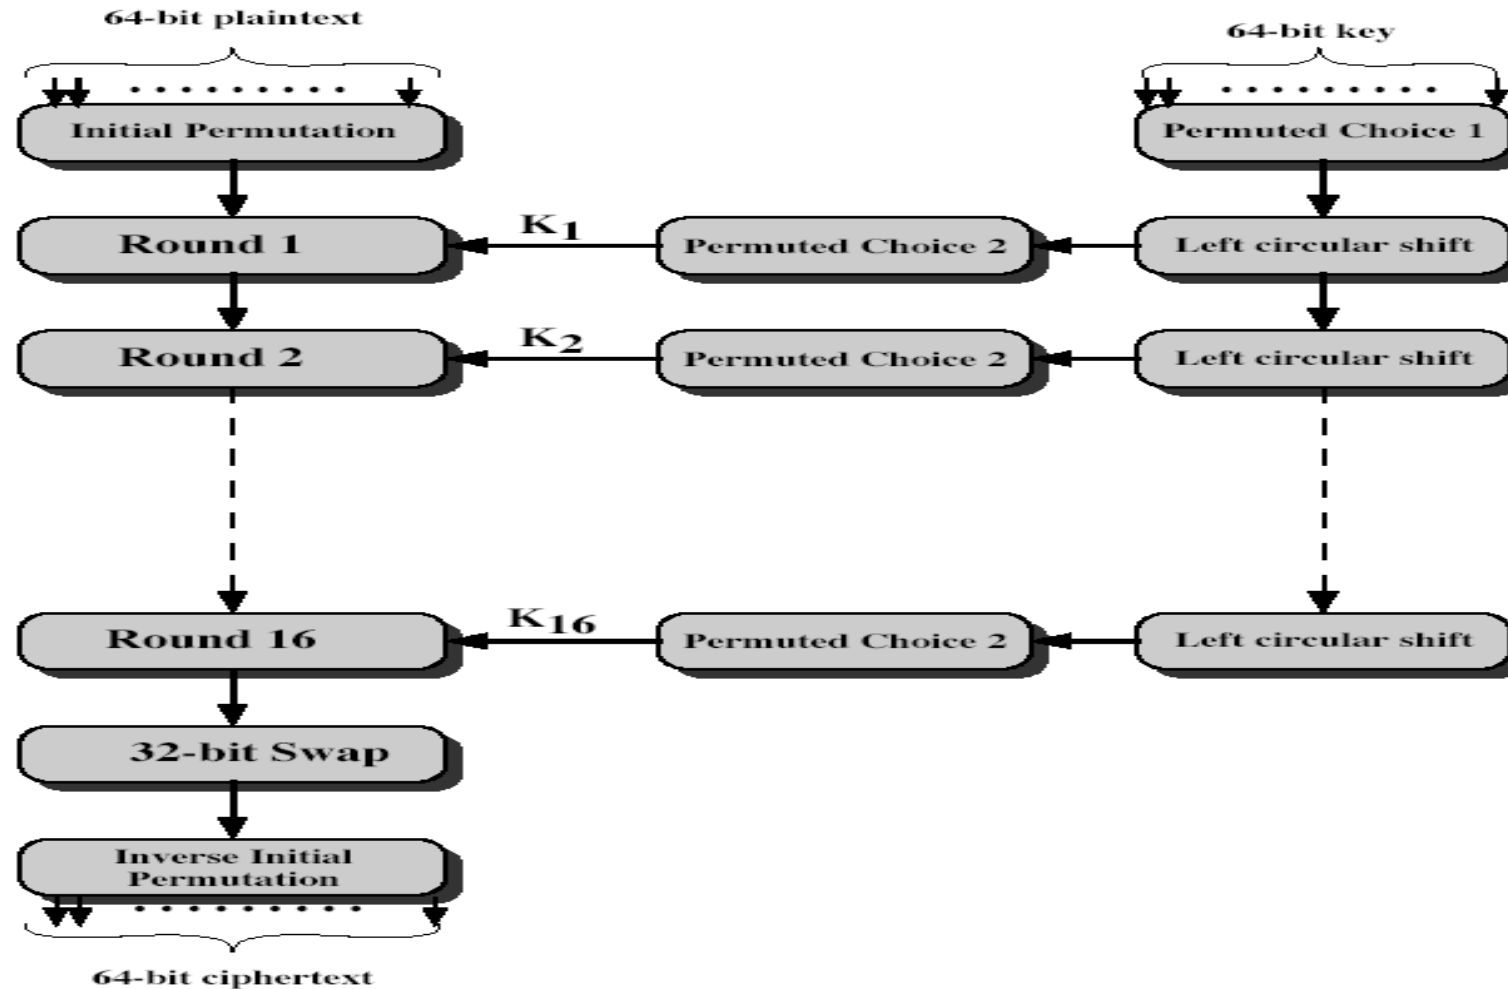 64-bit plaintext
64-bit key
Initial Permutation
Permuted Choice 1
Round 1
K1
Permuted Choice 2
Left circular shift
Round 2
K2
Permuted Choice 2
Left circular shift
Round 16
K16
Permuted Choice 2
Left circular shift
32-bit Swap
Inverse Initial
Permutation
64-bit ciphertext